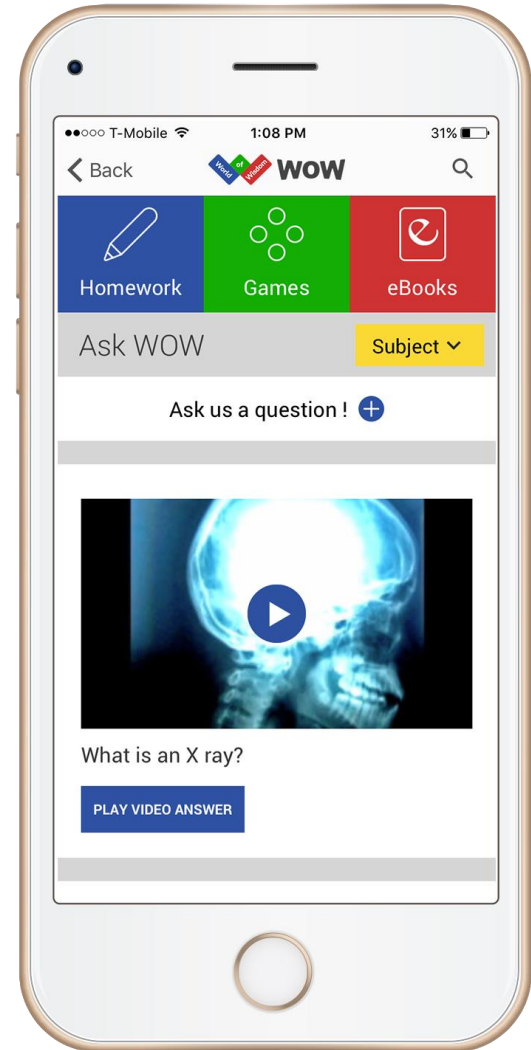 T-Mobile 1:08 PM 31%
Back World of Wisdom WOW
Homework Games eBooks
Ask WOW Subject
Ask us a question !
What is an X ray?
PLAY VIDEO ANSWER